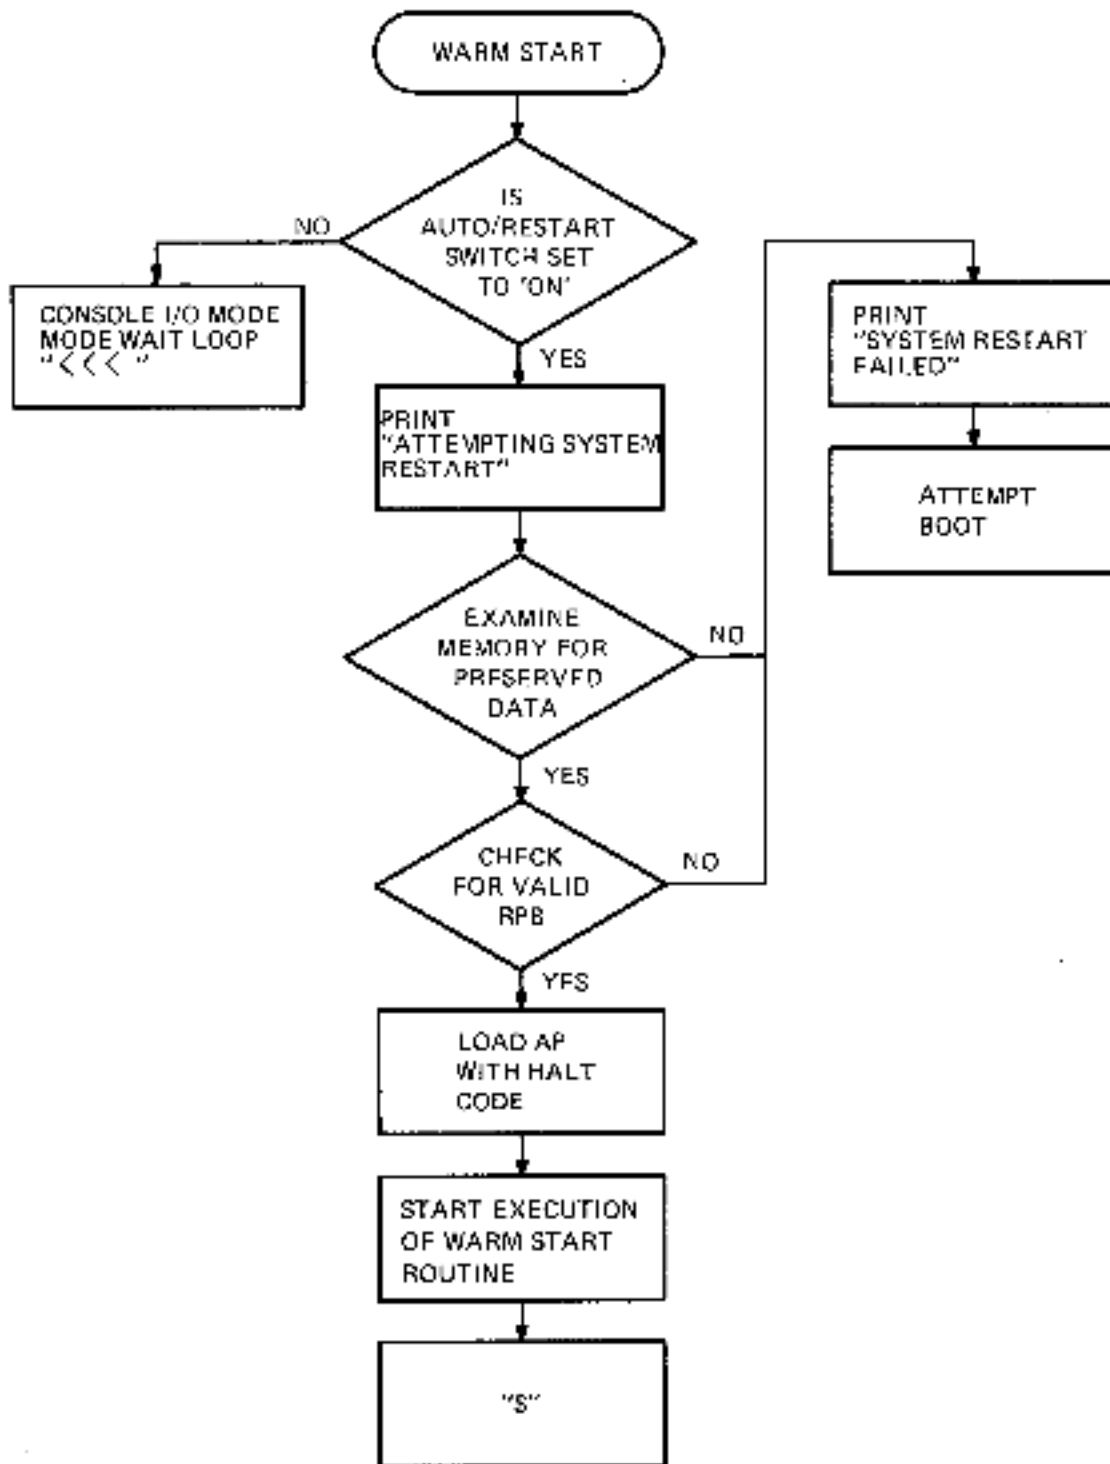 WARM START
IS
AUTO/RESTART
SWITCH SET
TO "ON"
NO
YES
CONSOLE I/O MODE
MODE WAIT LOOP
"<<< "
PRINT
"ATTEMPTING SYSTEM
RESTART"
PRINT
"SYSTEM RESTART
FAILED"
ATTEMPT
BOOT
EXAMINE
MEMORY FOR
PRESERVED
DATA
NO
YES
CHECK
FOR VALID
RPB
NO
YES
LOAD AP
WITH HALT
CODE
START EXECUTION
OF WARM START
ROUTINE
"S"